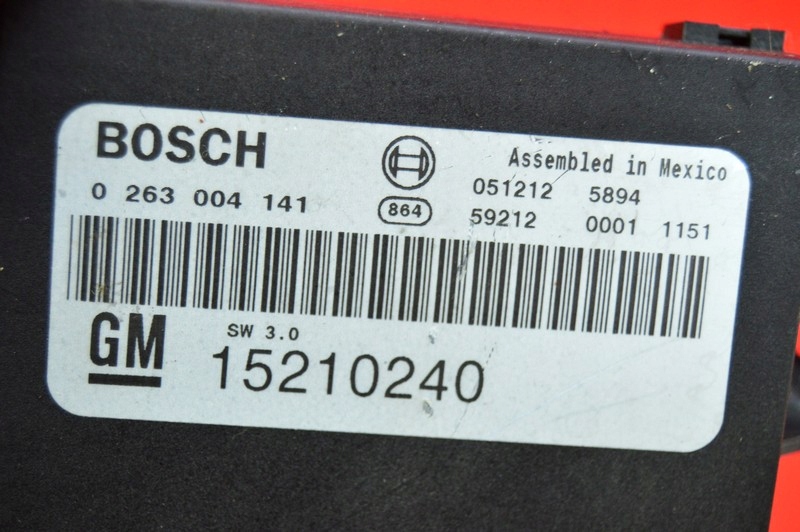 BOSCH
Assembled in Mexico
0 263 004 141
051212 5894
864
59212 0001 1151
GM
SW 3.0
15210240